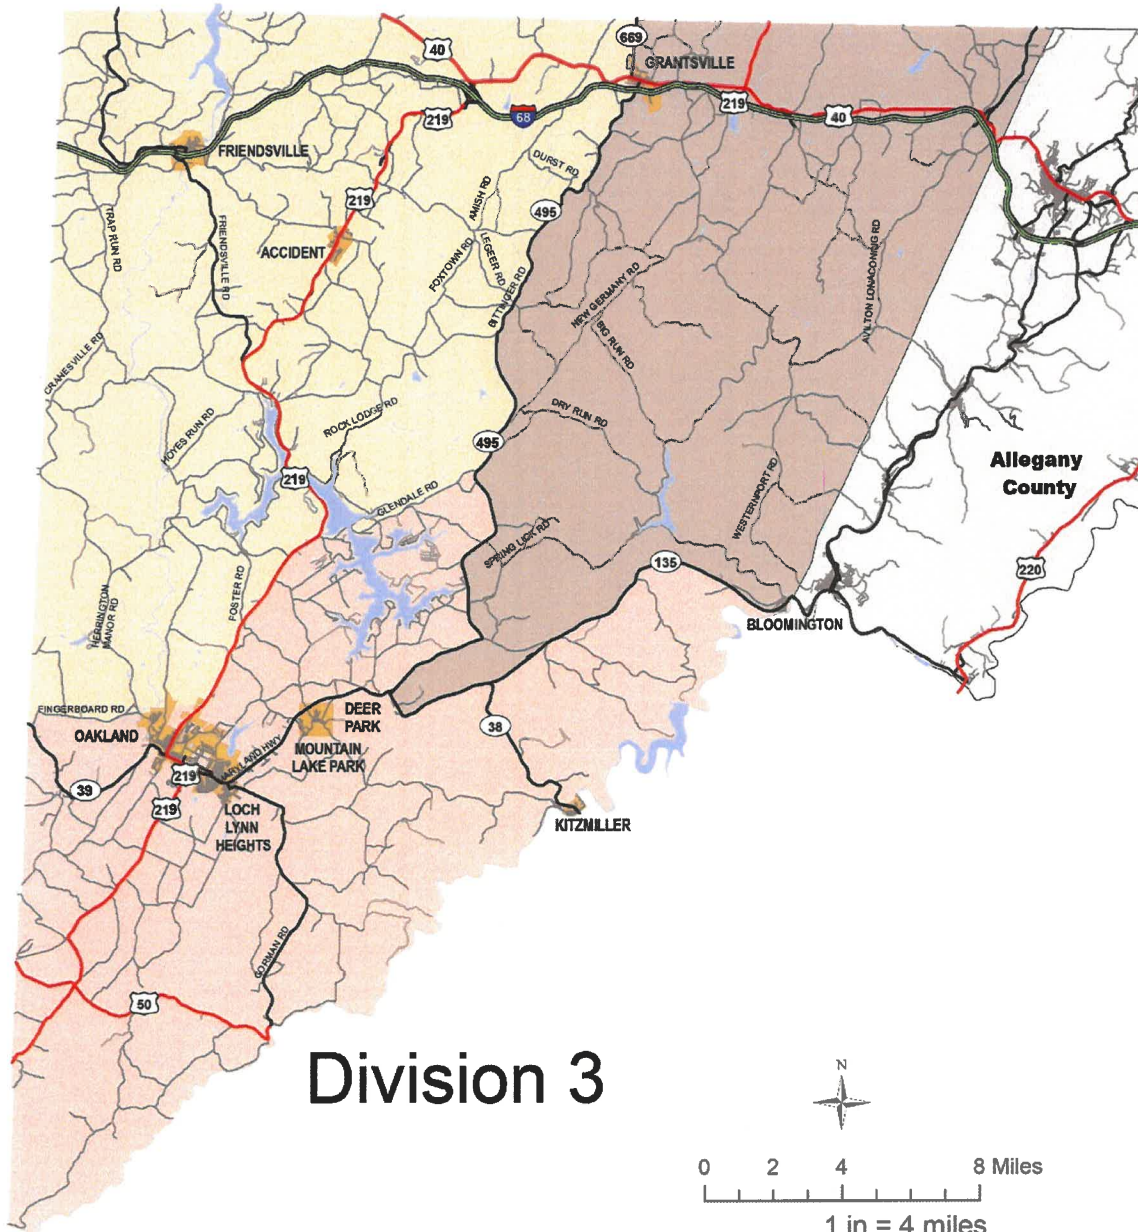 669
40
GRANTSVILLE
219
68
219
40
FRIENDSVILLE
DURST RD
AMISH RD
219
495
TRAP RUN RD
FRIENDSVILLE RD
ACCIDENT
LEGEER RD
FOXTOWN RD
AVILTON LONACONING RD
BITTINGER RD
NEW GERMANY RD
BIG RUN RD
CRANESVILLE RD
ROCK LODGE RD
DRY RUN RD
HOYES RUN RD
495
Allegany
County
219
GLENDALE RD
WESTERNPORT RD
SPRING LICK RD
135
220
FOSTER RD
HERRINGTON
MANOR RD
BLOOMINGTON
FINGERBOARD RD
DEER
PARK
OAKLAND
38
MOUNTAIN
LAKE PARK
MARYLAND HWY
219
39
219
LOCH
LYNN
HEIGHTS
KITZMILLER
GORMAN RD
50
Division 3
N
0 2 4 8 Miles
1 in = 4 miles